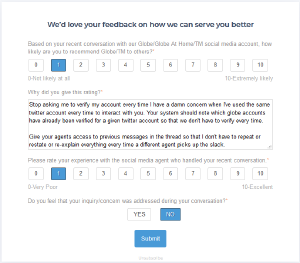 We'd love your feedback on how we can serve you better
Based on your recent conversation with our Globe/Globe At Home/TM social media account, how
likely are you to recommend Globe/TM to others?*
0 1 2 3 4 5 6 7 8 9 10
0-Not likely at all 10-Extremely likely
Why did you give this rating?*
Stop asking me to verify my account every time I have a damn concern when I've used the same
twitter account every time to interact with you. Your system should note which globe accounts
have already been verified for a given twitter account so that we don't have to verify every time.
Give your agents access to previous messages in the thread so that I don't have to repeat or
restate or re-explain everything every time a different agent picks up the slack.
Please rate your experience with the social media agent who handled your recent conversation.*
0 1 2 3 4 5 6 7 8 9 10
0-Very Poor 10-Excellent
Do you feel that your inquiry/concern was addressed during your conversation?*
YES NO
Submit